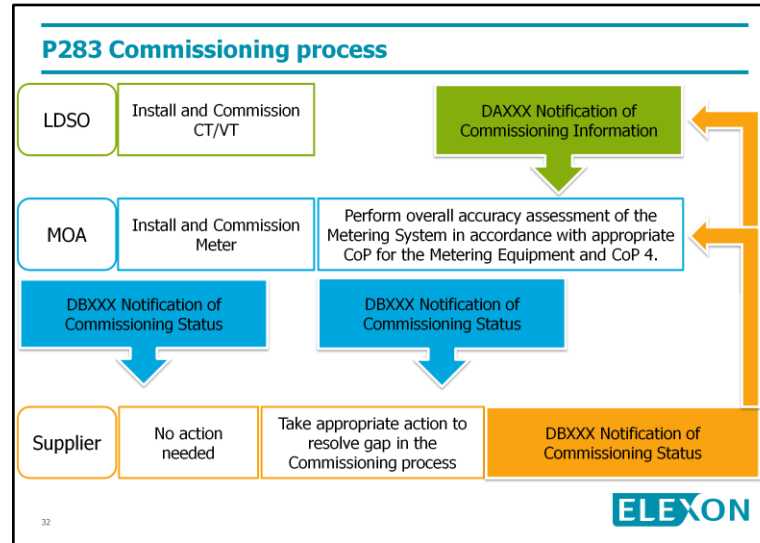 P283 Commissioning process
LDSO
Install and Commission
CT/VT
DAXXX Notification of
Commissioning Information
MOA
Install and Commission
Meter
Perform overall accuracy assessment of the
Metering System in accordance with appropriate
CoP for the Metering Equipment and CoP 4.
DBXXX Notification of
Commissioning Status
DBXXX Notification of
Commissioning Status
Supplier
No action
needed
Take appropriate action to
resolve gap in the
Commissioning process
DBXXX Notification of
Commissioning Status
32
ELEXON